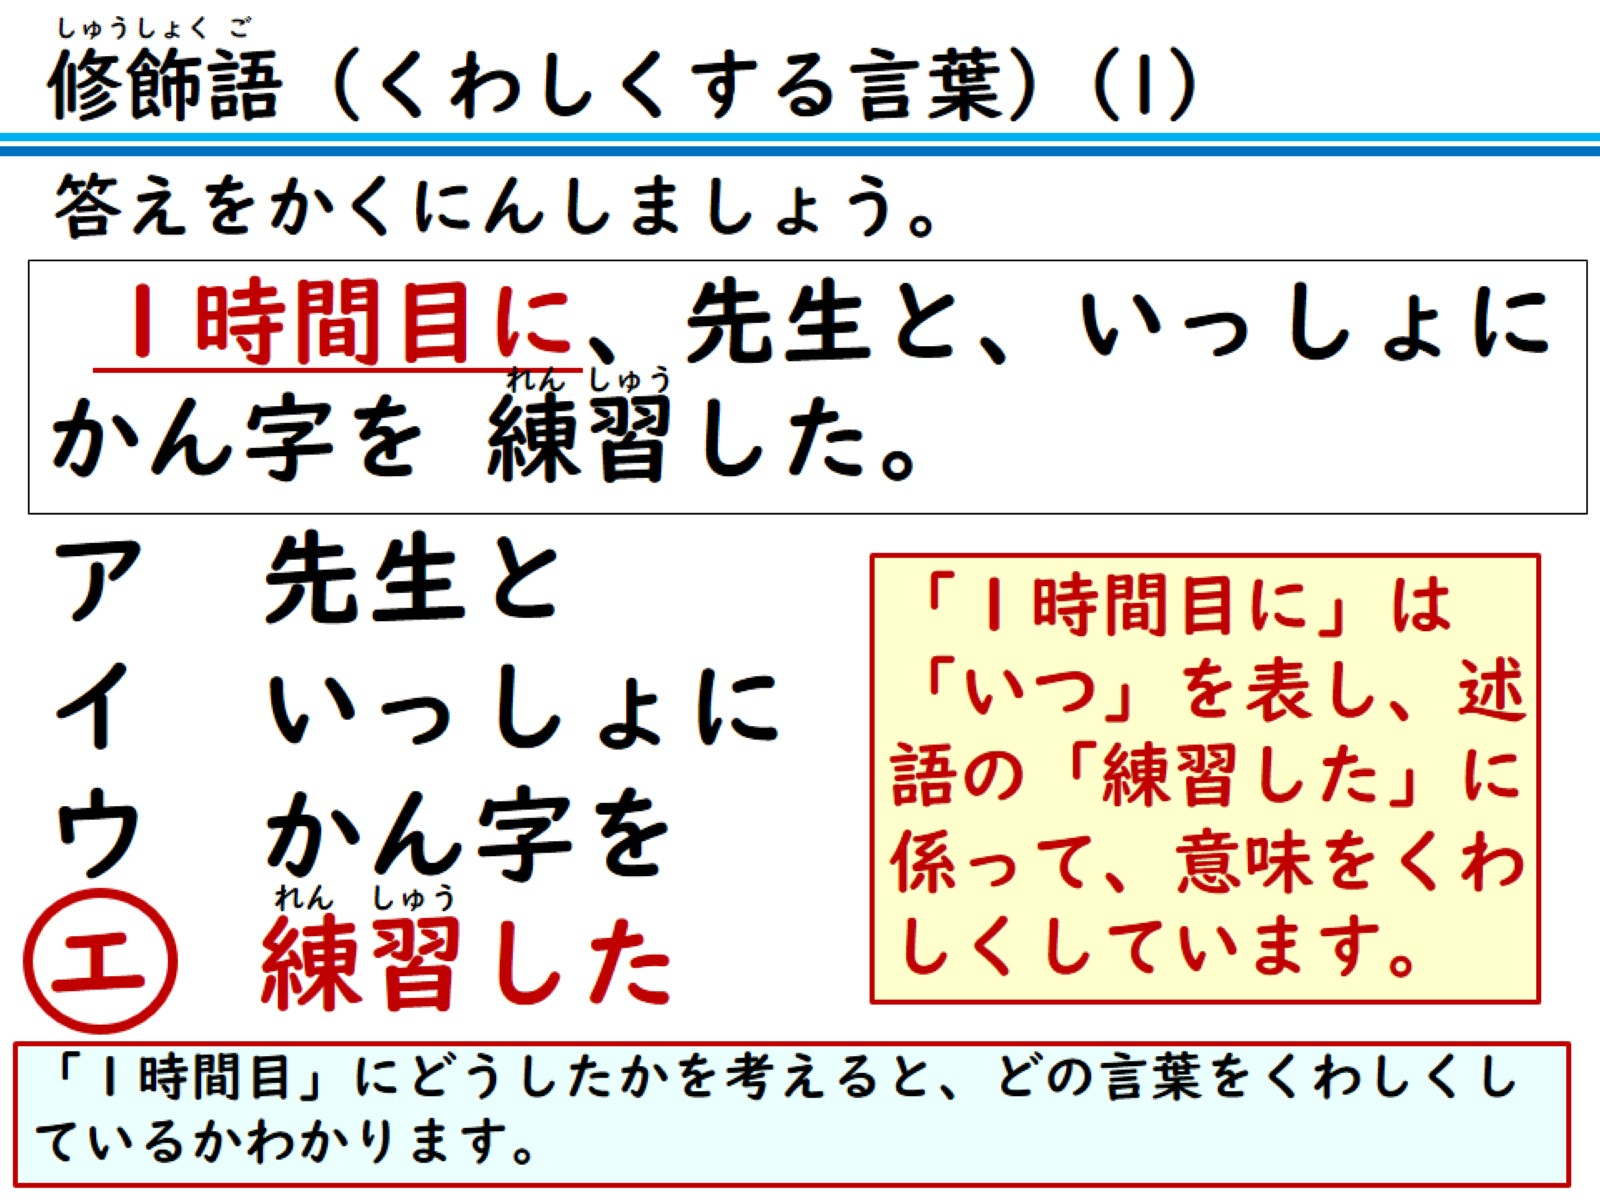 しゅうしょく ご
修飾語（くわしくする言葉）（1）
答えをかくにんしましょう。
１時間目に、先生と、いっしょに
れん しゅう
かん字を 練習した。
ア 先生と
イ いっしょに
ウ かん字を
れん しゅう
エ 練習した
「１時間目に」は
「いつ」を表し、述
語の「練習した」に
係って、意味をくわ
しくしています。
「１時間目」にどうしたかを考えると、どの言葉をくわしくし
ているかわかります。